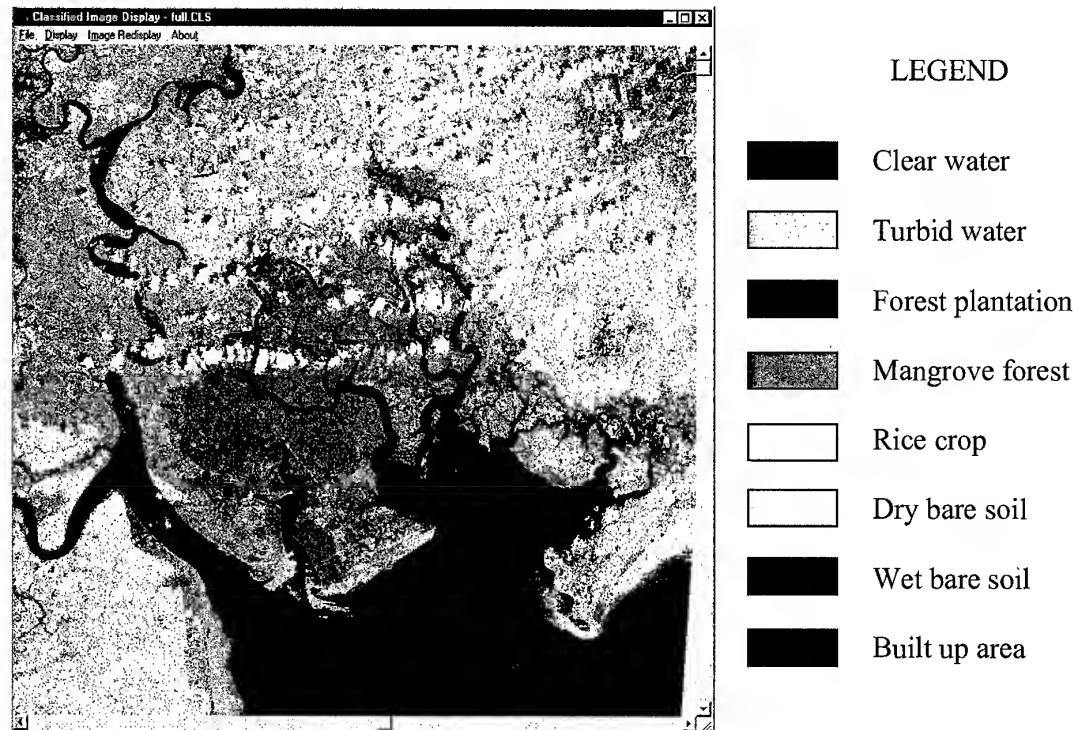 Classified Image Display - full.CLS
File Display Image Redisplay About
LEGEND
Clear water
Turbid water
Forest plantation
Mangrove forest
Rice crop
Dry bare soil
Wet bare soil
Built up area